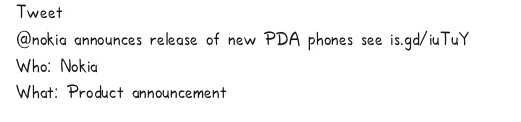 Tweet
@nokia announces release of new PDA phones see is.gd/iuTuY
Who: Nokia
What: Product announcement